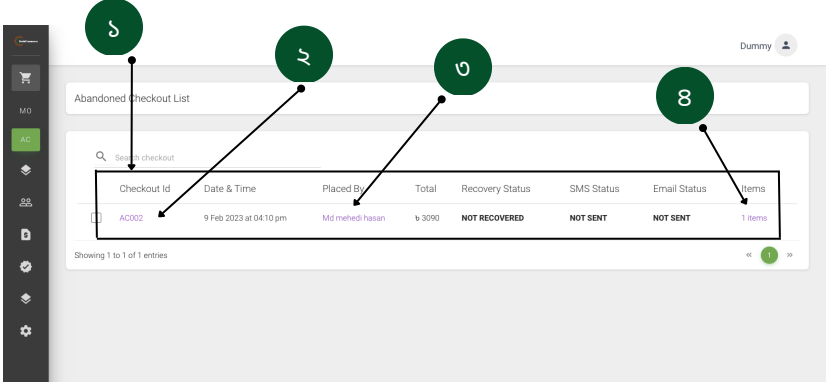 ১
২
৩
৪
Dummy
MO
AC
Abandoned Checkout List
Search checkout
Checkout Id Date & Time Placed By Total Recovery Status SMS Status Email Status Items
AC002 9 Feb 2023 at 04:10 pm Md mehedi hasan ৳ 3090 NOT RECOVERED NOT SENT NOT SENT 1 items
Showing 1 to 1 of 1 entries
« 1 »